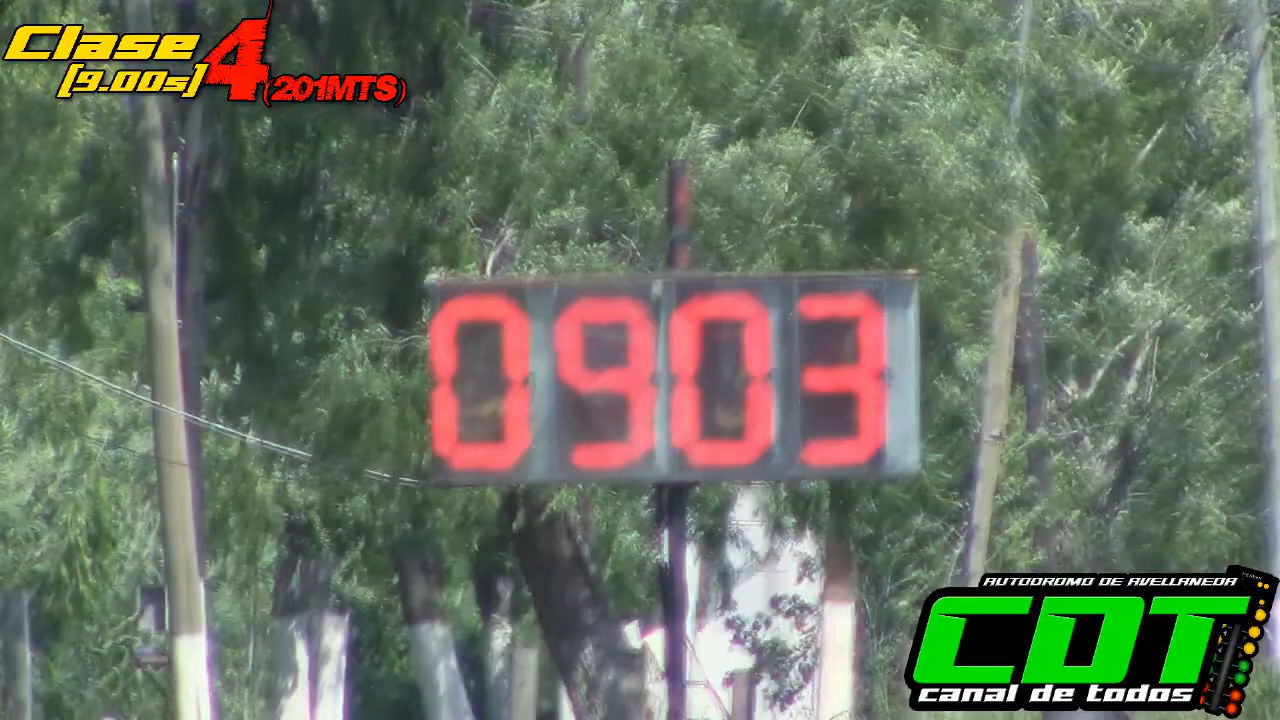 Clase 4
[9.00s] (201MTS)
0903
AUTODROMO DE AVELLANEDA
CDT
canal de todos